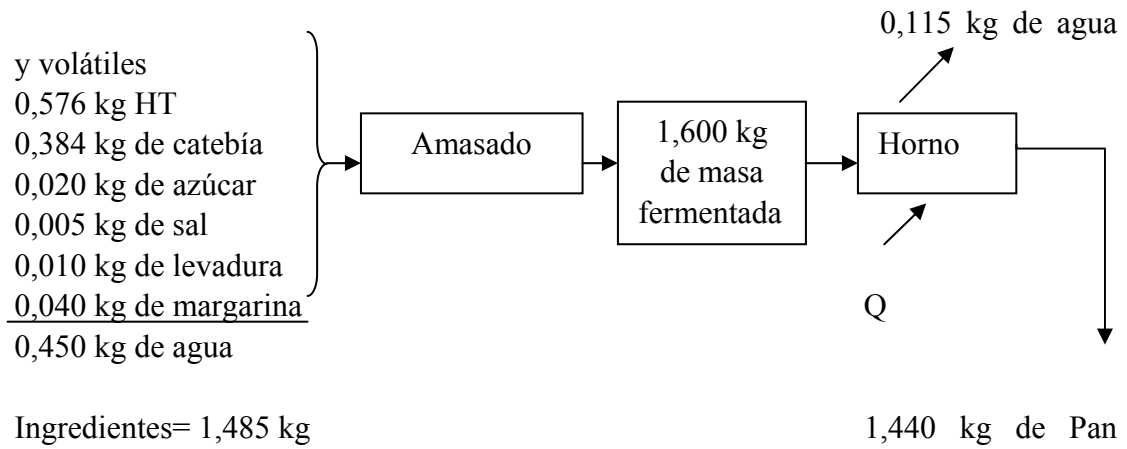 0,115 kg de agua
y volátiles
0,576 kg HT
0,384 kg de catebía
0,020 kg de azúcar
0,005 kg de sal
0,010 kg de levadura
0,040 kg de margarina
0,450 kg de agua
Ingredientes= 1,485 kg
Amasado
1,600 kg
de masa
fermentada
Horno
Q
1,440 kg de Pan